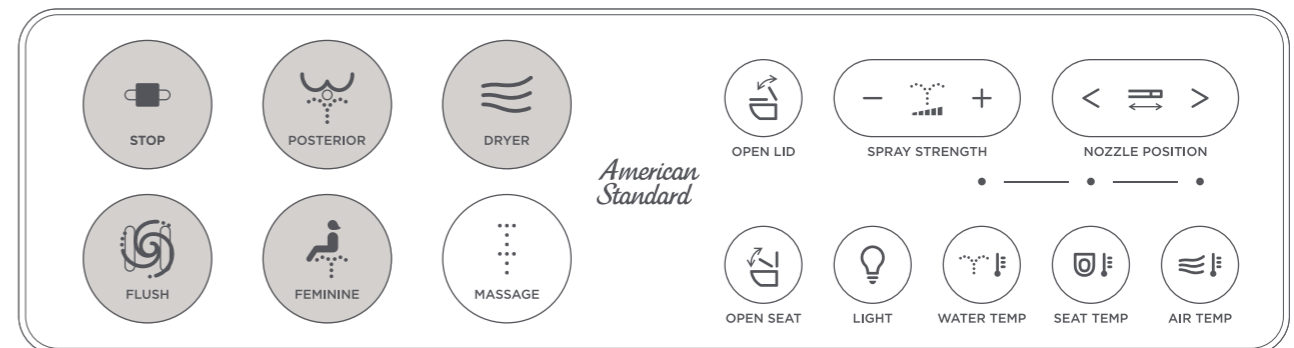 STOP
POSTERIOR
DRYER
FLUSH
FEMININE
MASSAGE
American
Standard
OPEN LID
- +
SPRAY STRENGTH
< >
NOZZLE POSITION
OPEN SEAT
LIGHT
WATER TEMP
SEAT TEMP
AIR TEMP